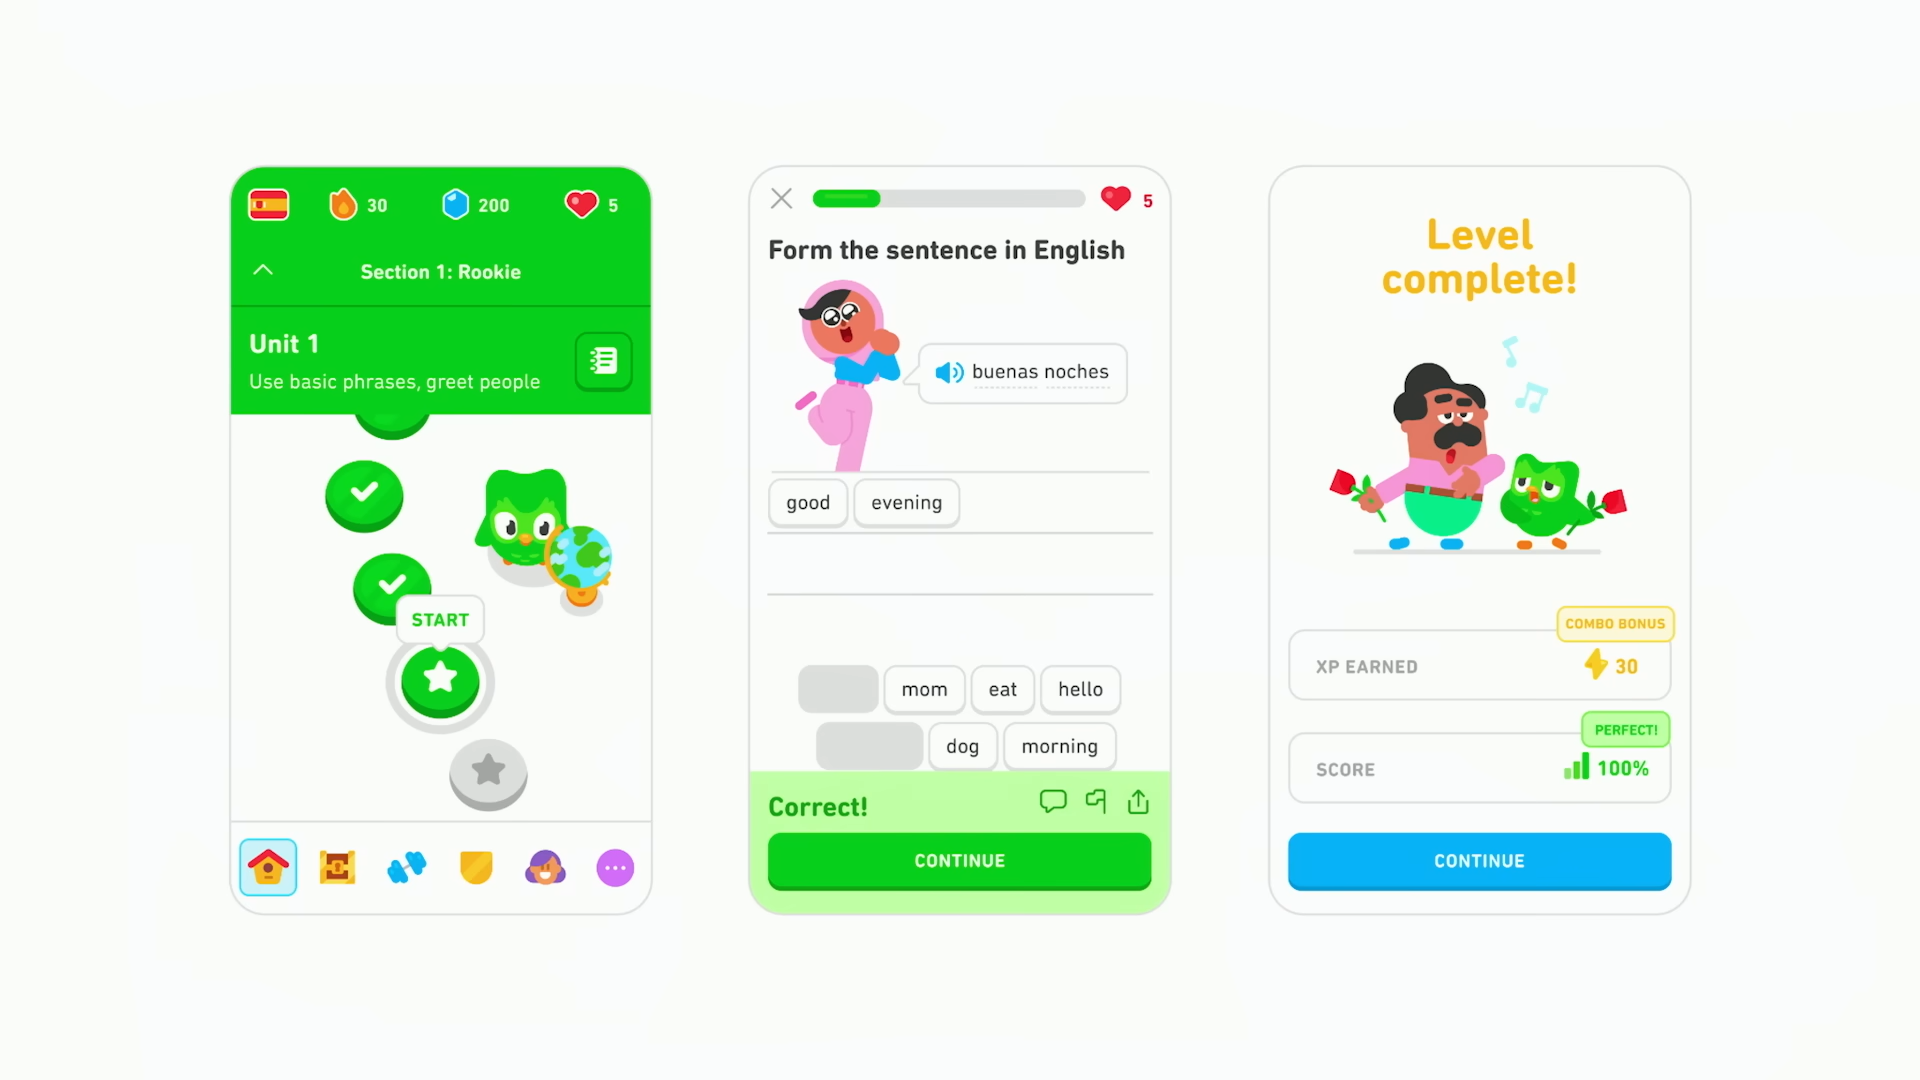 30
200
5
Section 1: Rookie
Unit 1
Use basic phrases, greet people
START
5
Form the sentence in English
buenas noches
good evening
mom eat hello
dog morning
Correct!
CONTINUE
Level
complete!
COMBO BONUS
XP EARNED 30
PERFECT!
SCORE 100%
CONTINUE